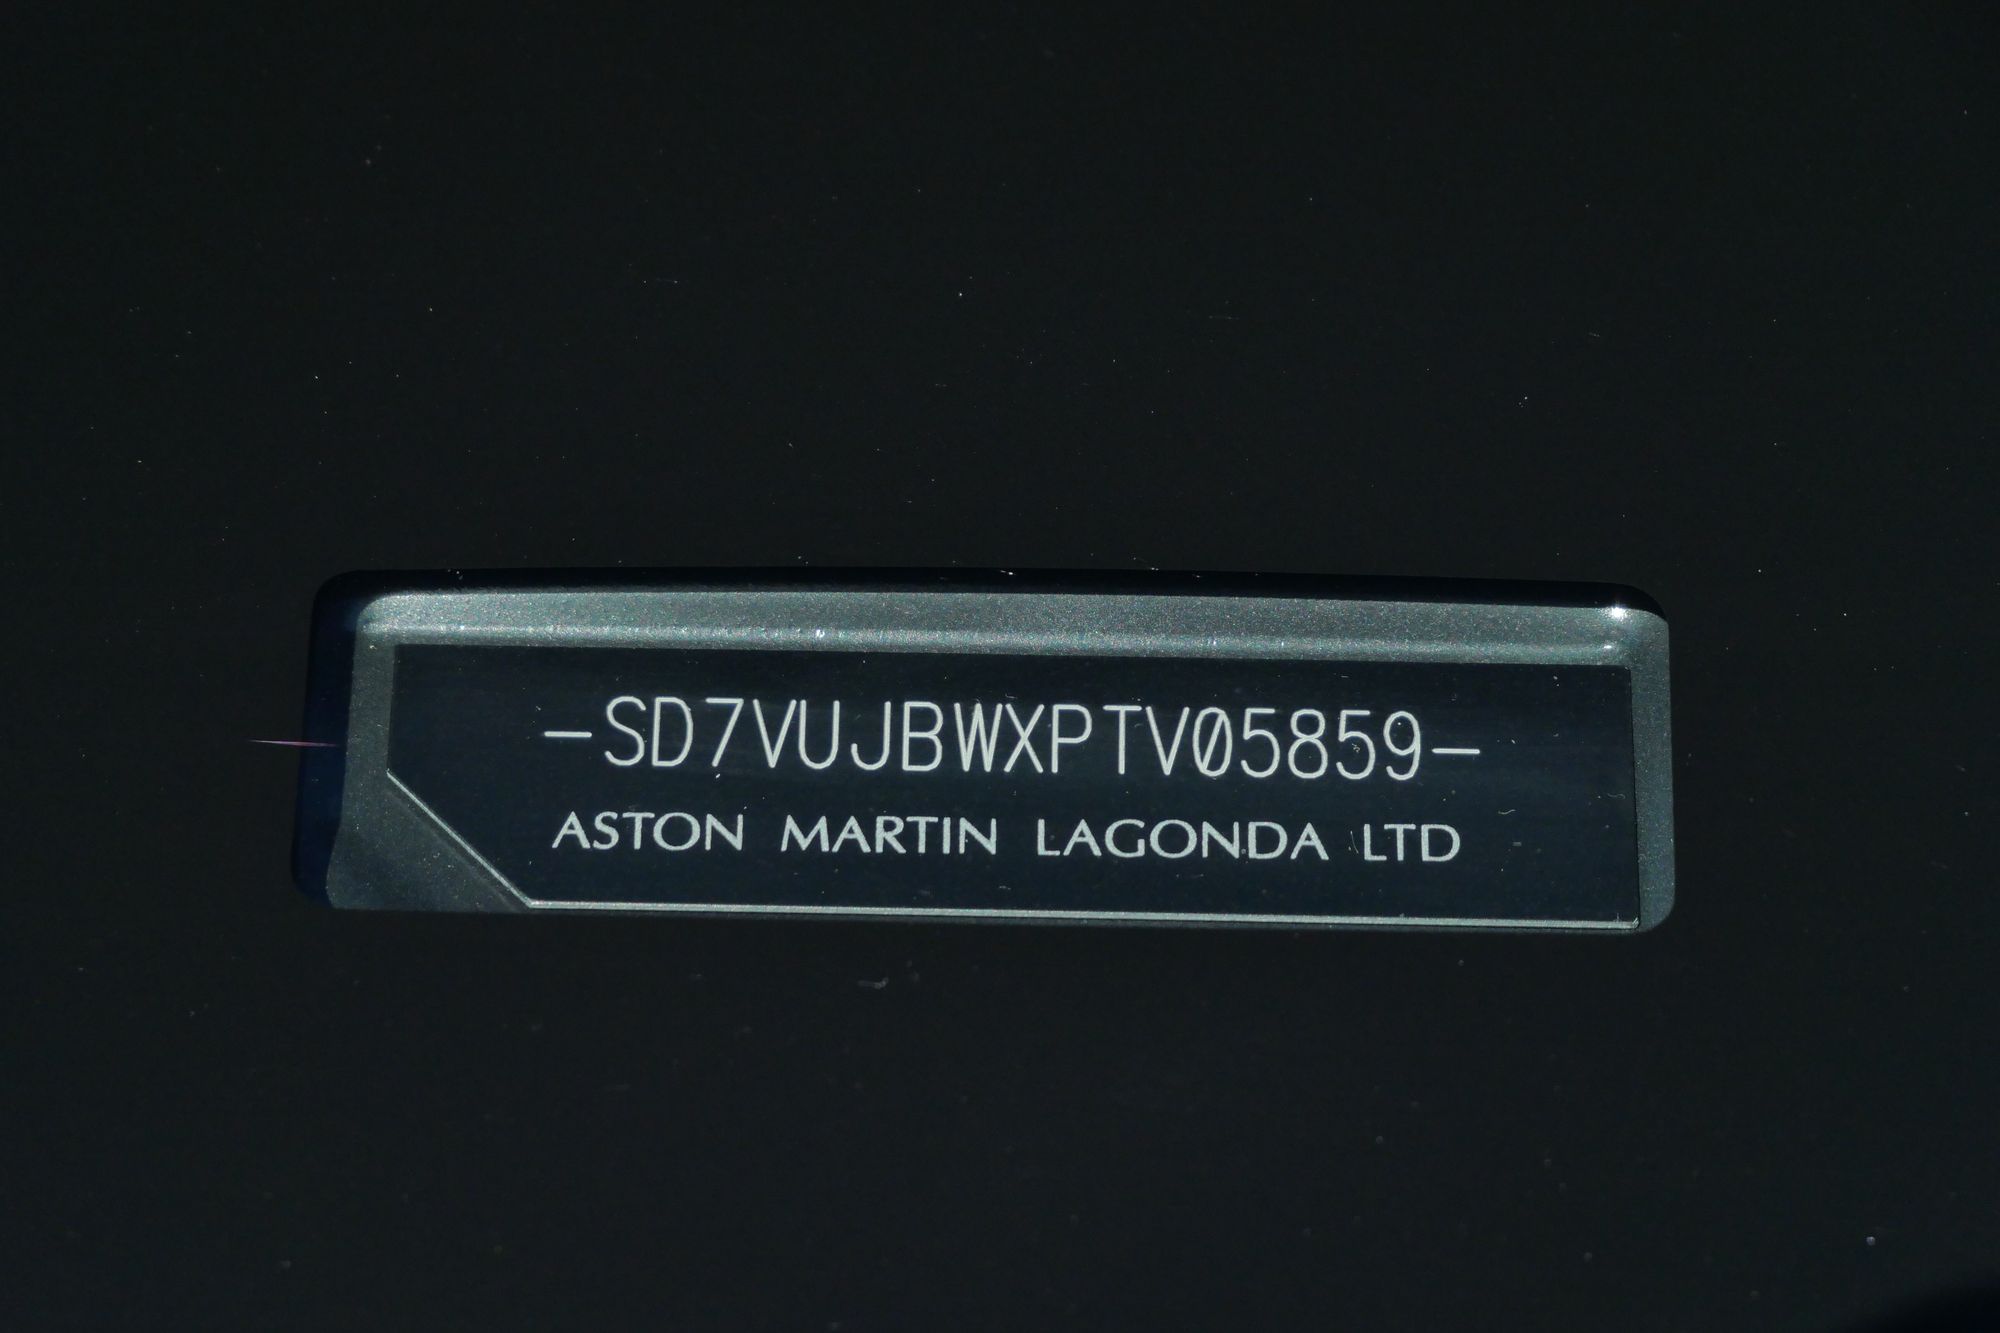 -SD7VUJBWXPTV05859-
ASTON MARTIN LAGONDA LTD